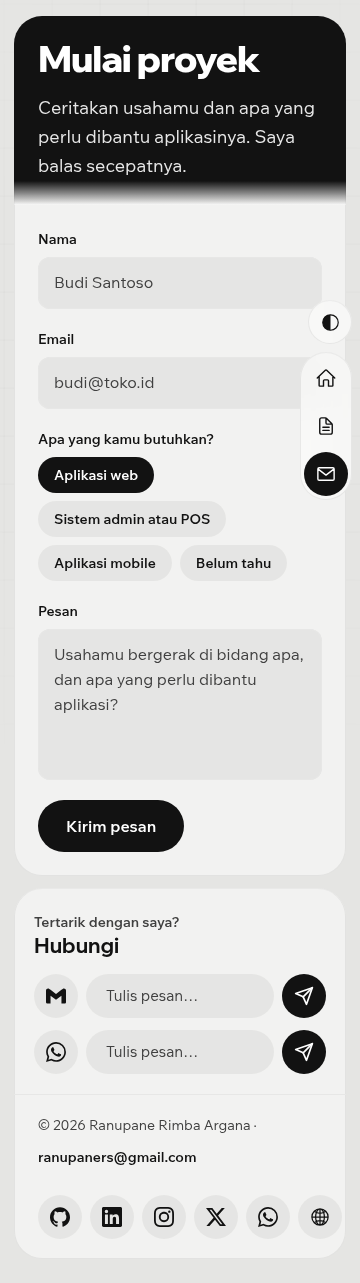 Mulai proyek
Ceritakan usahamu dan apa yang
perlu dibantu aplikasinya. Saya
balas secepatnya.
Nama
Budi Santoso
Email
budi@toko.id
Apa yang kamu butuhkan?
Aplikasi web
Sistem admin atau POS
Aplikasi mobile Belum tahu
Pesan
Usahamu bergerak di bidang apa,
dan apa yang perlu dibantu
aplikasi?
Kirim pesan
Tertarik dengan saya?
Hubungi
Tulis pesan…
Tulis pesan…
© 2026 Ranupane Rimba Argana ·
ranupaners@gmail.com